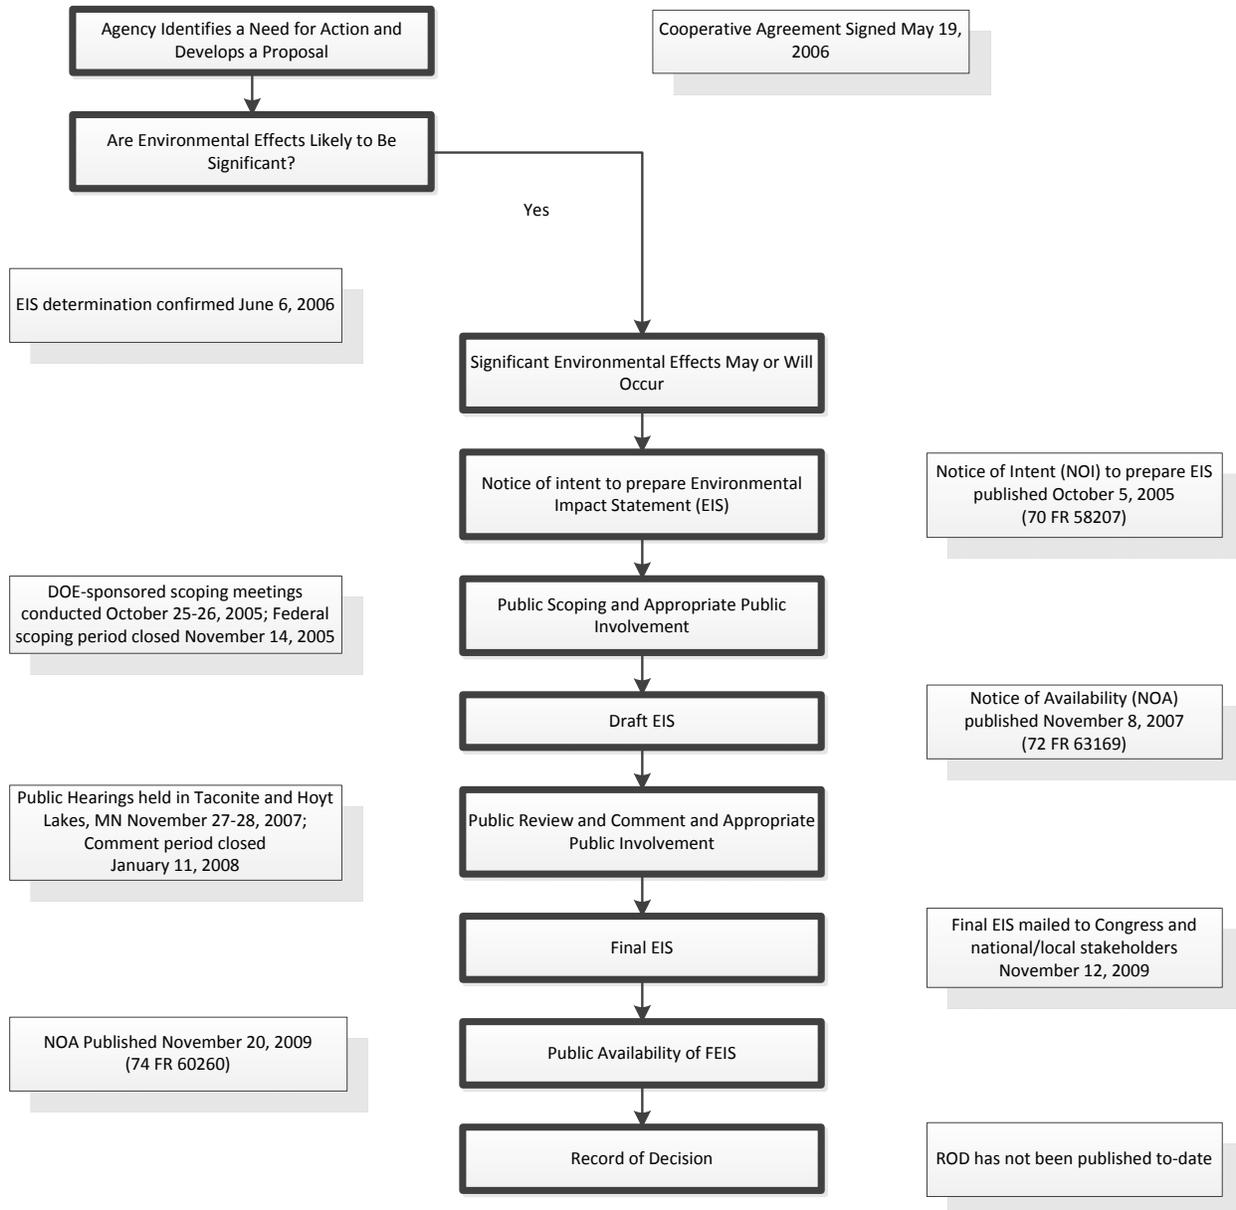 Agency Identifies a Need for Action and
Develops a Proposal
Cooperative Agreement Signed May 19,
2006
Are Environmental Effects Likely to Be
Significant?
Yes
EIS determination confirmed June 6, 2006
Significant Environmental Effects May or Will
Occur
Notice of intent to prepare Environmental
Impact Statement (EIS)
Notice of Intent (NOI) to prepare EIS
published October 5, 2005
(70 FR 58207)
DOE-sponsored scoping meetings
conducted October 25-26, 2005; Federal
scoping period closed November 14, 2005
Public Scoping and Appropriate Public
Involvement
Draft EIS
Notice of Availability (NOA)
published November 8, 2007
(72 FR 63169)
Public Hearings held in Taconite and Hoyt
Lakes, MN November 27-28, 2007;
Comment period closed
January 11, 2008
Public Review and Comment and Appropriate
Public Involvement
Final EIS
Final EIS mailed to Congress and
national/local stakeholders
November 12, 2009
NOA Published November 20, 2009
(74 FR 60260)
Public Availability of FEIS
Record of Decision
ROD has not been published to-date